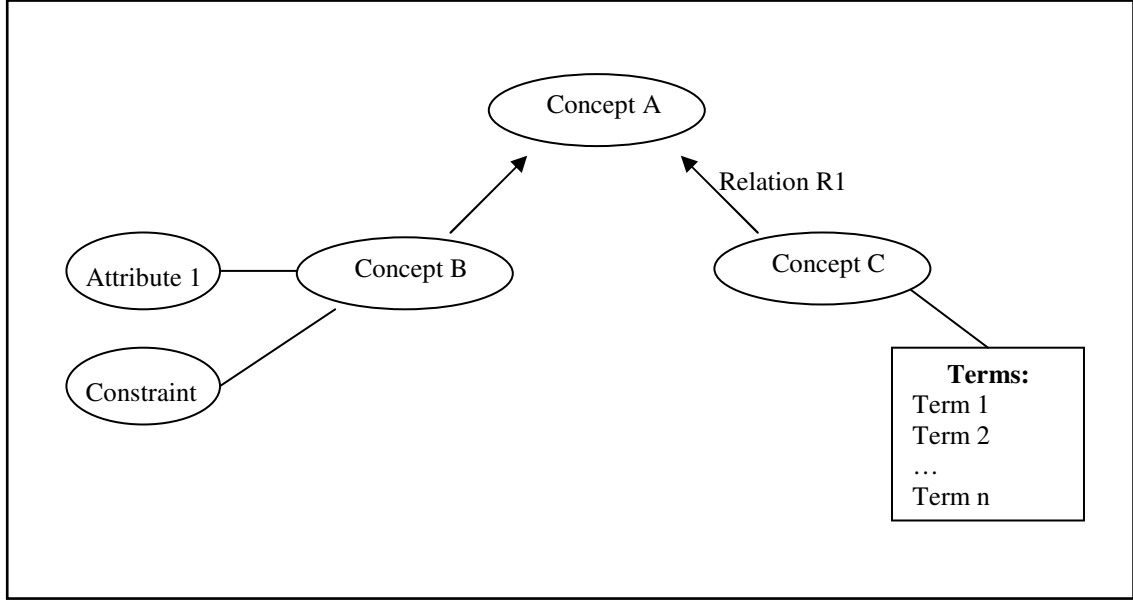 Concept A
Relation R1
Concept B
Concept C
Attribute 1
Constraint
Terms:
Term 1
Term 2
…
Term n